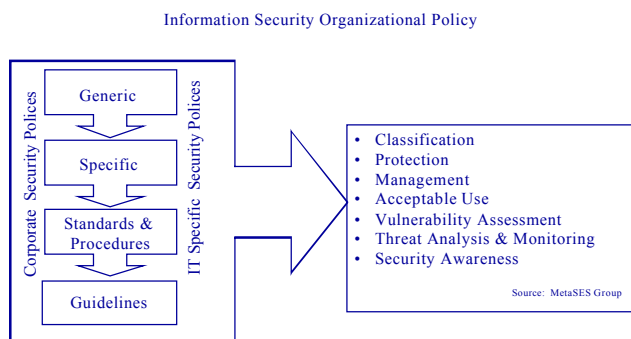 Information Security Organizational Policy
Corporate Security Polices
Generic
Specific
Standards &
Procedures
Guidelines
IT Specific Security Polices
• Classification
• Protection
• Management
• Acceptable Use
• Vulnerability Assessment
• Threat Analysis & Monitoring
• Security Awareness
Source: MetaSES Group